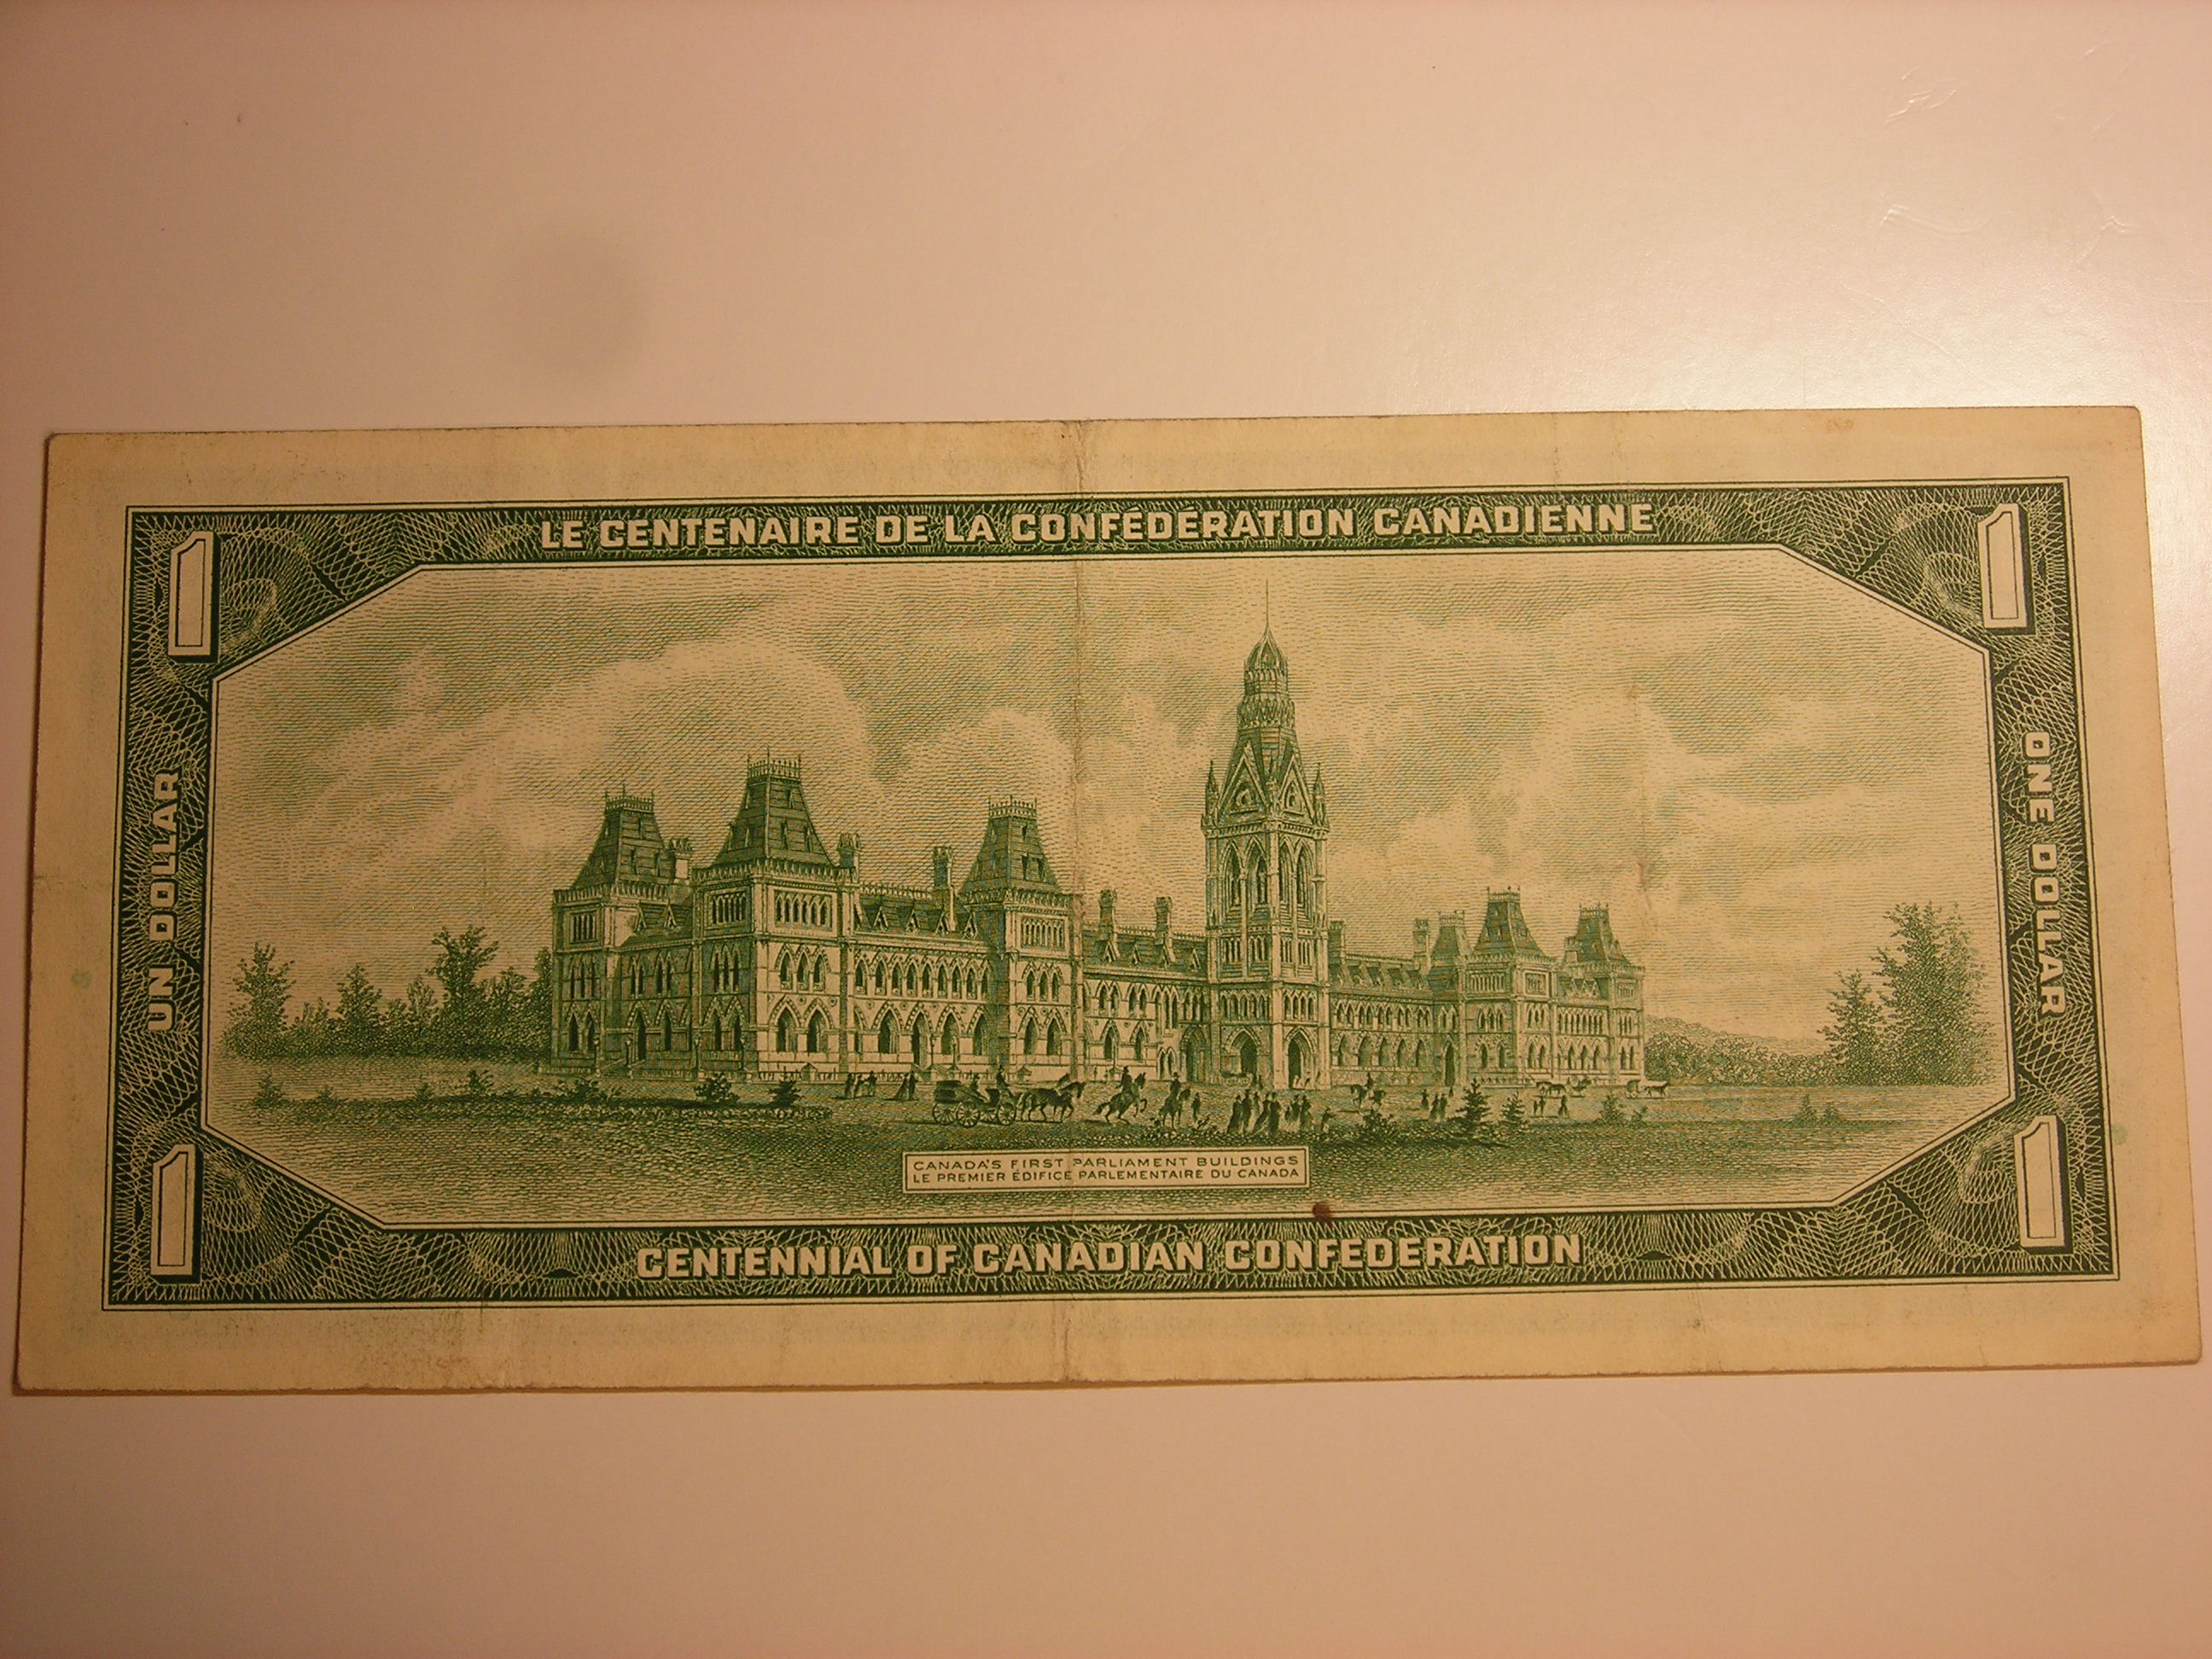 LE CENTENAIRE DE LA CONFÉDÉRATION CANADIENNE
1
1
UN DOLLAR
ONE DOLLAR
CANADA'S FIRST PARLIAMENT BUILDINGS
LE PREMIER ÉDIFICE PARLEMENTAIRE DU CANADA
1
1
CENTENNIAL OF CANADIAN CONFEDERATION